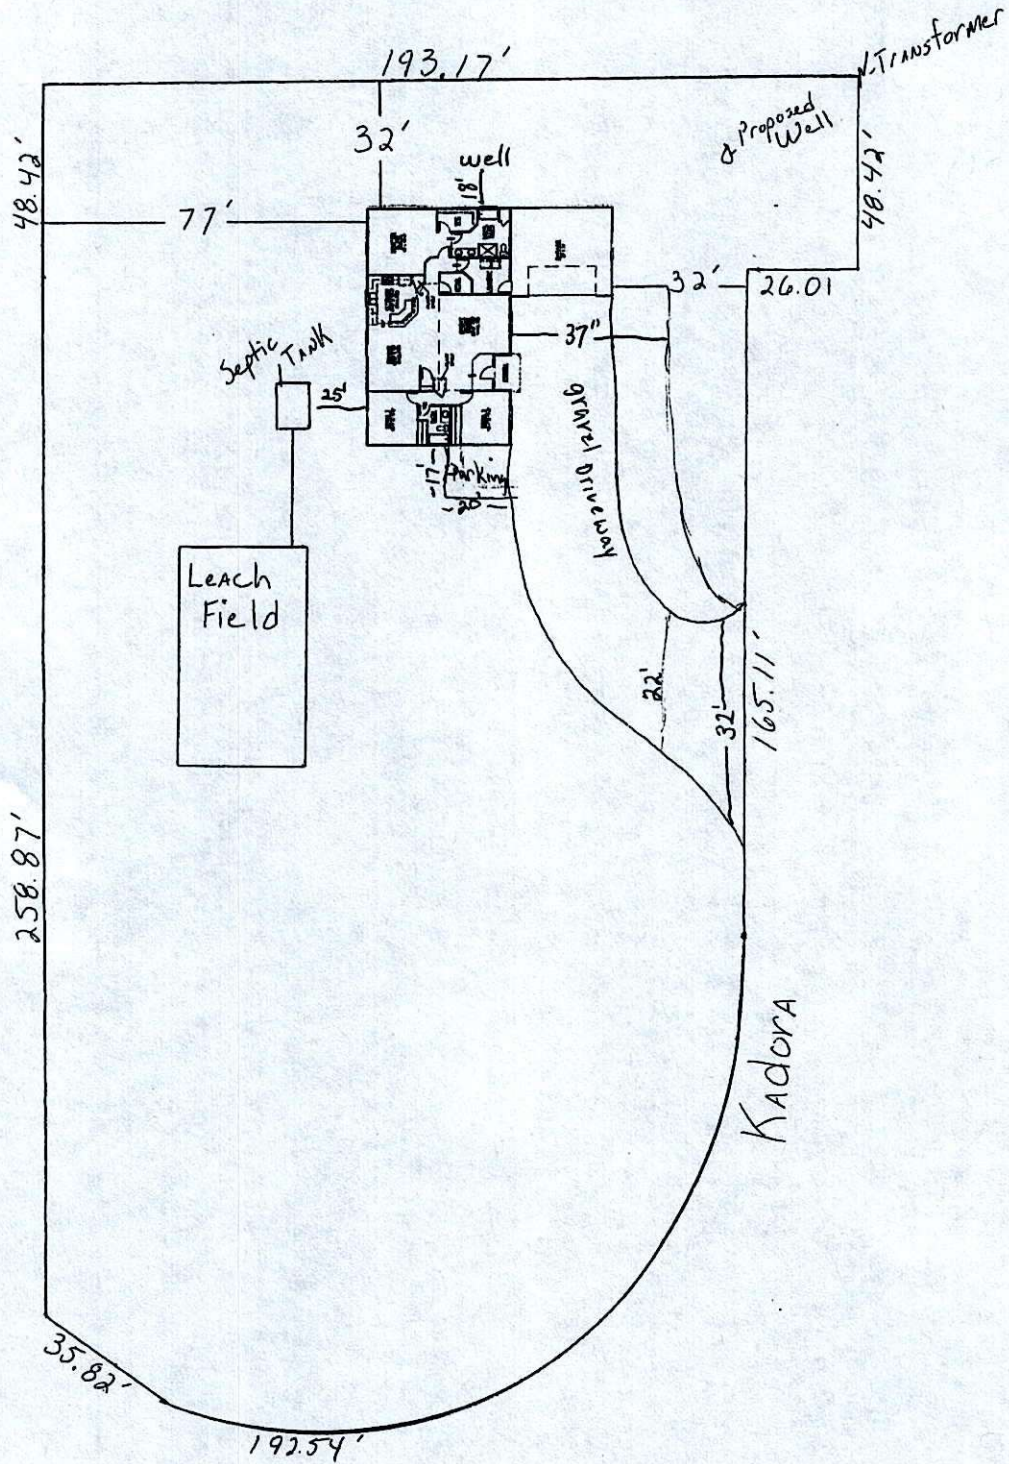 193.17'
N-Transformer
32'
Proposed
Well
well
18'
48.42'
48.42'
77'
32'
26.01
37"
Septic
Tank
25'
gravel driveway
17'
Parking
20'
Leach
Field
22'
32'
165.11'
258.87'
Kadora
35.82'
192.54'